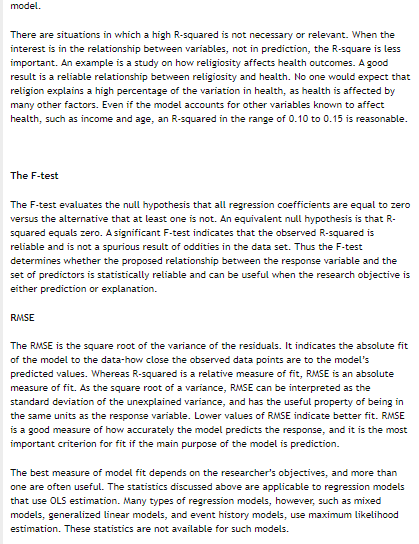 model.
There are situations in which a high R-squared is not necessary or relevant. When the
interest is in the relationship between variables, not in prediction, the R-square is less
important. An example is a study on how religiosity affects health outcomes. A good
result is a reliable relationship between religiosity and health. No one would expect that
religion explains a high percentage of the variation in health, as health is affected by
many other factors. Even if the model accounts for other variables known to affect
health, such as income and age, an R-squared in the range of 0.10 to 0.15 is reasonable.
The F-test
The F-test evaluates the null hypothesis that all regression coefficients are equal to zero
versus the alternative that at least one is not. An equivalent null hypothesis is that R-
squared equals zero. A significant F-test indicates that the observed R-squared is
reliable and is not a spurious result of oddities in the data set. Thus the F-test
determines whether the proposed relationship between the response variable and the
set of predictors is statistically reliable and can be useful when the research objective is
either prediction or explanation.
RMSE
The RMSE is the square root of the variance of the residuals. It indicates the absolute fit
of the model to the data-how close the observed data points are to the model's
predicted values. Whereas R-squared is a relative measure of fit, RMSE is an absolute
measure of fit. As the square root of a variance, RMSE can be interpreted as the
standard deviation of the unexplained variance, and has the useful property of being in
the same units as the response variable. Lower values of RMSE indicate better fit. RMSE
is a good measure of how accurately the model predicts the response, and it is the most
important criterion for fit if the main purpose of the model is prediction.
The best measure of model fit depends on the researcher's objectives, and more than
one are often useful. The statistics discussed above are applicable to regression models
that use OLS estimation. Many types of regression models, however, such as mixed
models, generalized linear models, and event history models, use maximum likelihood
estimation. These statistics are not available for such models.